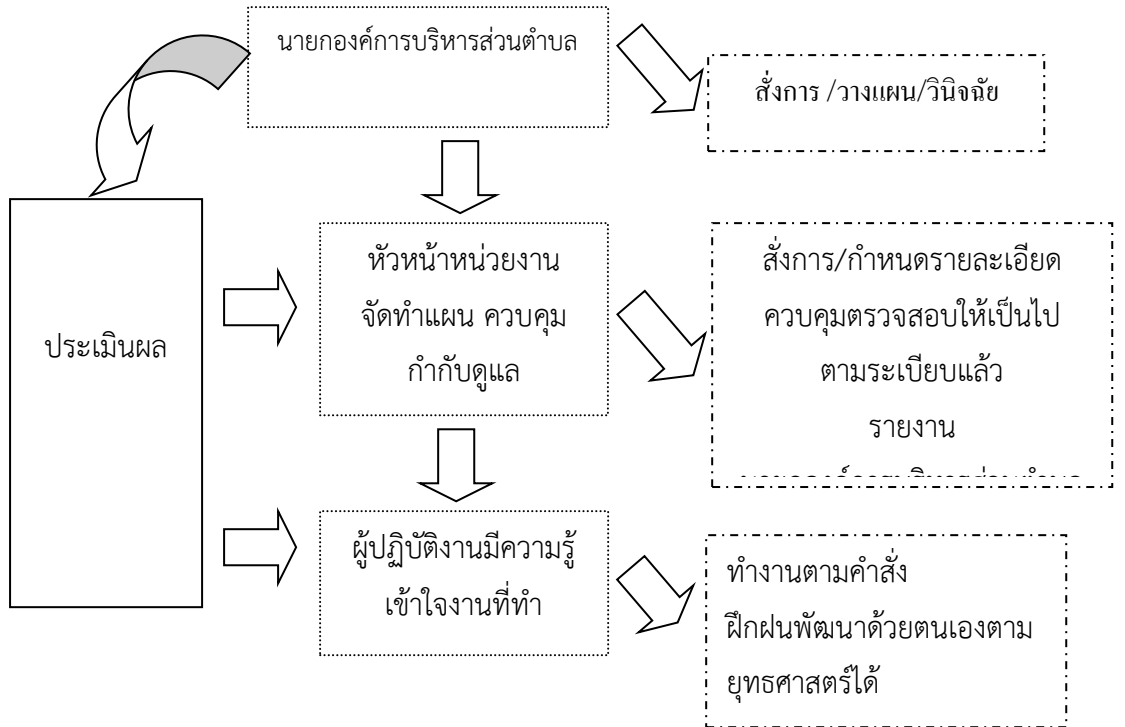 นายกองค์การบริหารส่วนตำบล
สั่งการ /วางแผน/วินิจฉัย
ประเมินผล
หัวหน้าหน่วยงาน
จัดทำแผน ควบคุม
กำกับดูแล
สั่งการ/กำหนดรายละเอียด
ควบคุมตรวจสอบให้เป็นไป
ตามระเบียบแล้ว
รายงาน
ผู้ปฏิบัติงานมีความรู้
เข้าใจงานที่ทำ
ทำงานตามคำสั่ง
ฝึกฝนพัฒนาด้วยตนเองตาม
ยุทธศาสตร์ได้